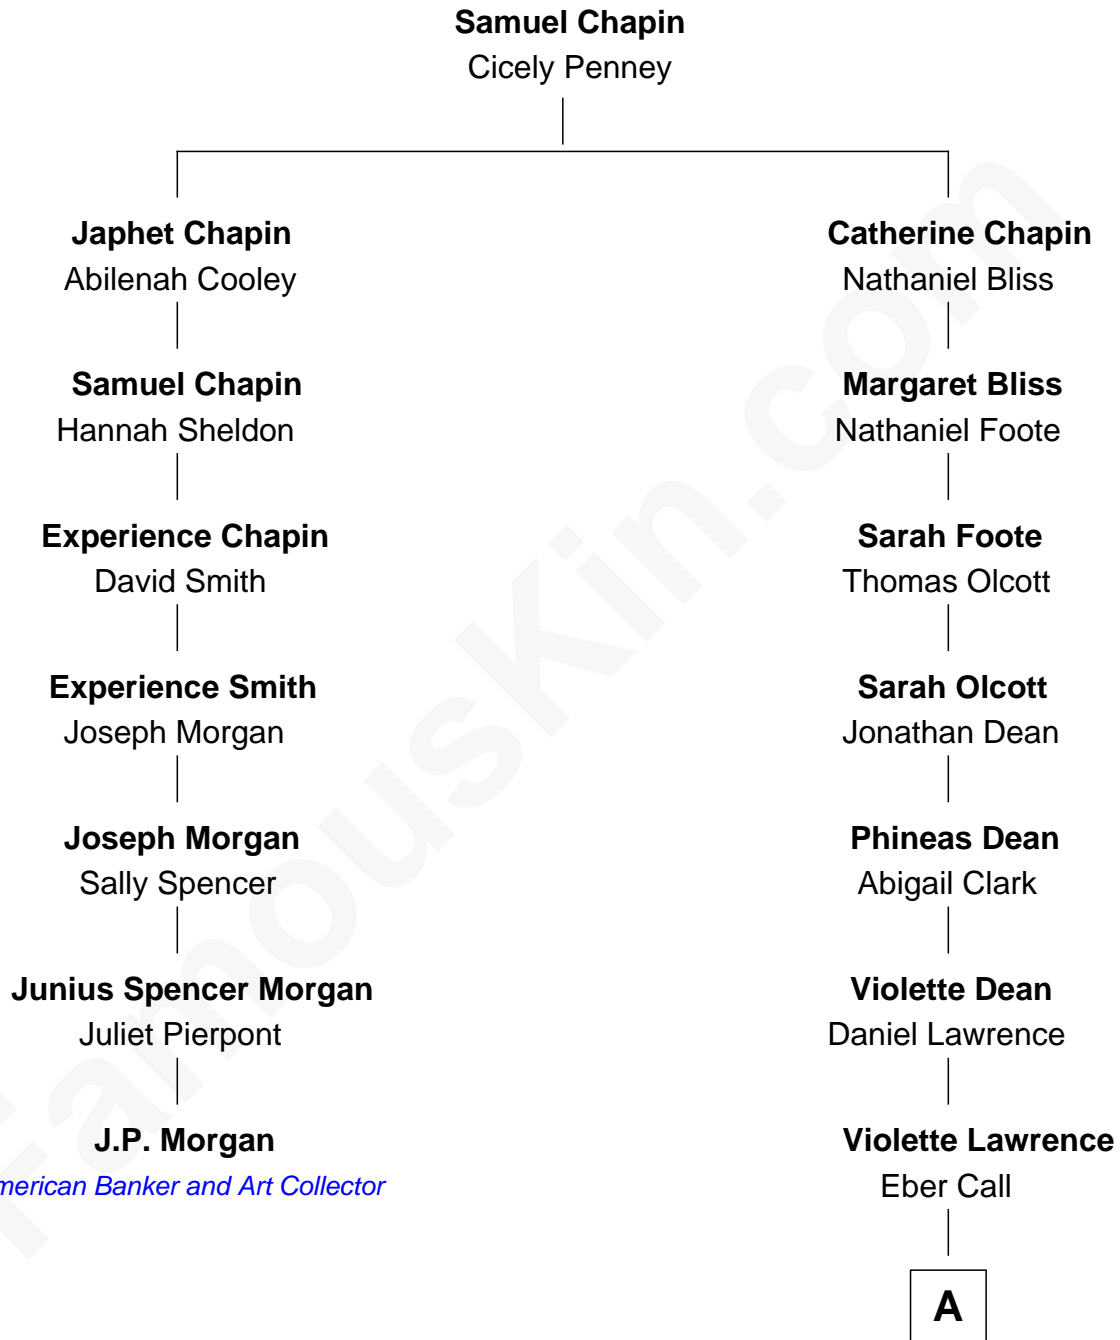 Samuel Chapin
Cicely Penney
Japhet Chapin
Abilenah Cooley
Catherine Chapin
Nathaniel Bliss
Samuel Chapin
Hannah Sheldon
Margaret Bliss
Nathaniel Foote
Experience Chapin
David Smith
Sarah Foote
Thomas Olcott
Experience Smith
Joseph Morgan
Sarah Olcott
Jonathan Dean
Joseph Morgan
Sally Spencer
Phineas Dean
Abigail Clark
Junius Spencer Morgan
Juliet Pierpont
Violette Dean
Daniel Lawrence
J.P. Morgan
merican Banker and Art Collector
Violette Lawrence
Eber Call
A
FamousKin.com